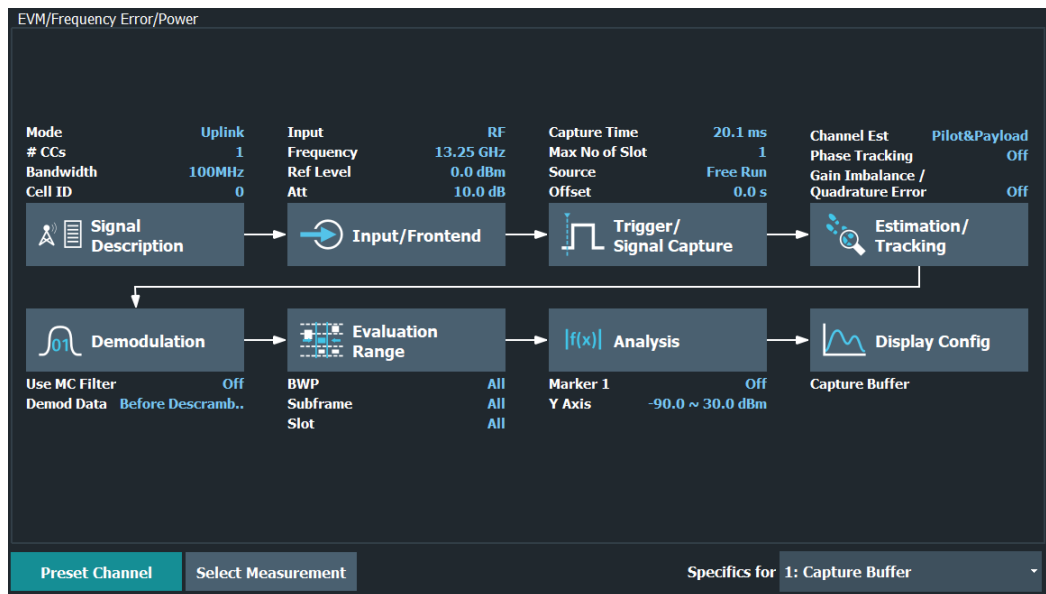 EVM/Frequency Error/Power
Mode Uplink
# CCs 1
Bandwidth 100MHz
Cell ID 0
Signal
Description
Input RF
Frequency 13.25 GHz
Ref Level 0.0 dBm
Att 10.0 dB
Input/Frontend
Capture Time 20.1 ms
Max No of Slot 1
Source Free Run
Offset 0.0 s
Trigger/
Signal Capture
Channel Est Pilot&Payload
Phase Tracking Off
Gain Imbalance /
Quadrature Error Off
Estimation/
Tracking
01 Demodulation
Use MC Filter Off
Demod Data Before Descramb..
Evaluation
Range
BWP All
Subframe All
Slot All
|f(x)| Analysis
Marker 1 Off
Y Axis -90.0 ~ 30.0 dBm
Display Config
Capture Buffer
Preset Channel
Select Measurement
Specifics for 1: Capture Buffer